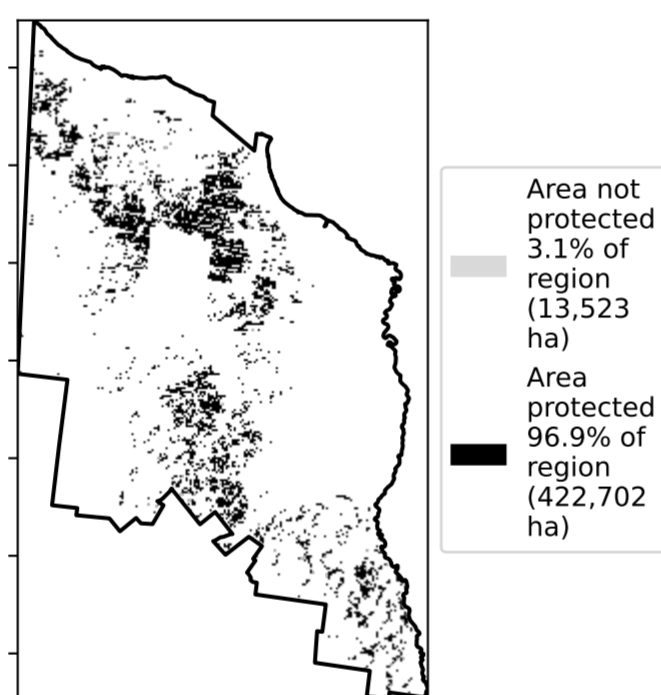 Area not
protected
3.1% of
region
(13,523
ha)
Area
protected
96.9% of
region
(422,702
ha)